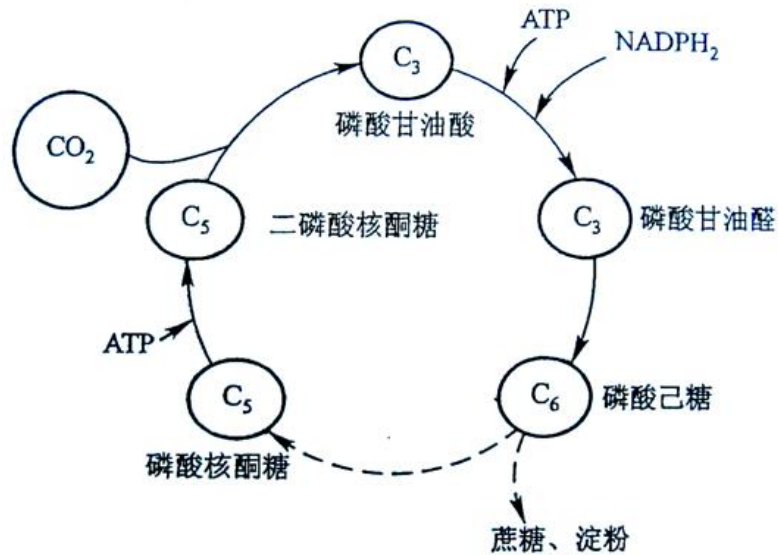 ATP
NADPH₂
C₃
磷酸甘油酸
CO₂
C₅
二磷酸核酮糖
C₃
磷酸甘油醛
ATP
C₅
磷酸核酮糖
C₆
磷酸己糖
蔗糖、淀粉